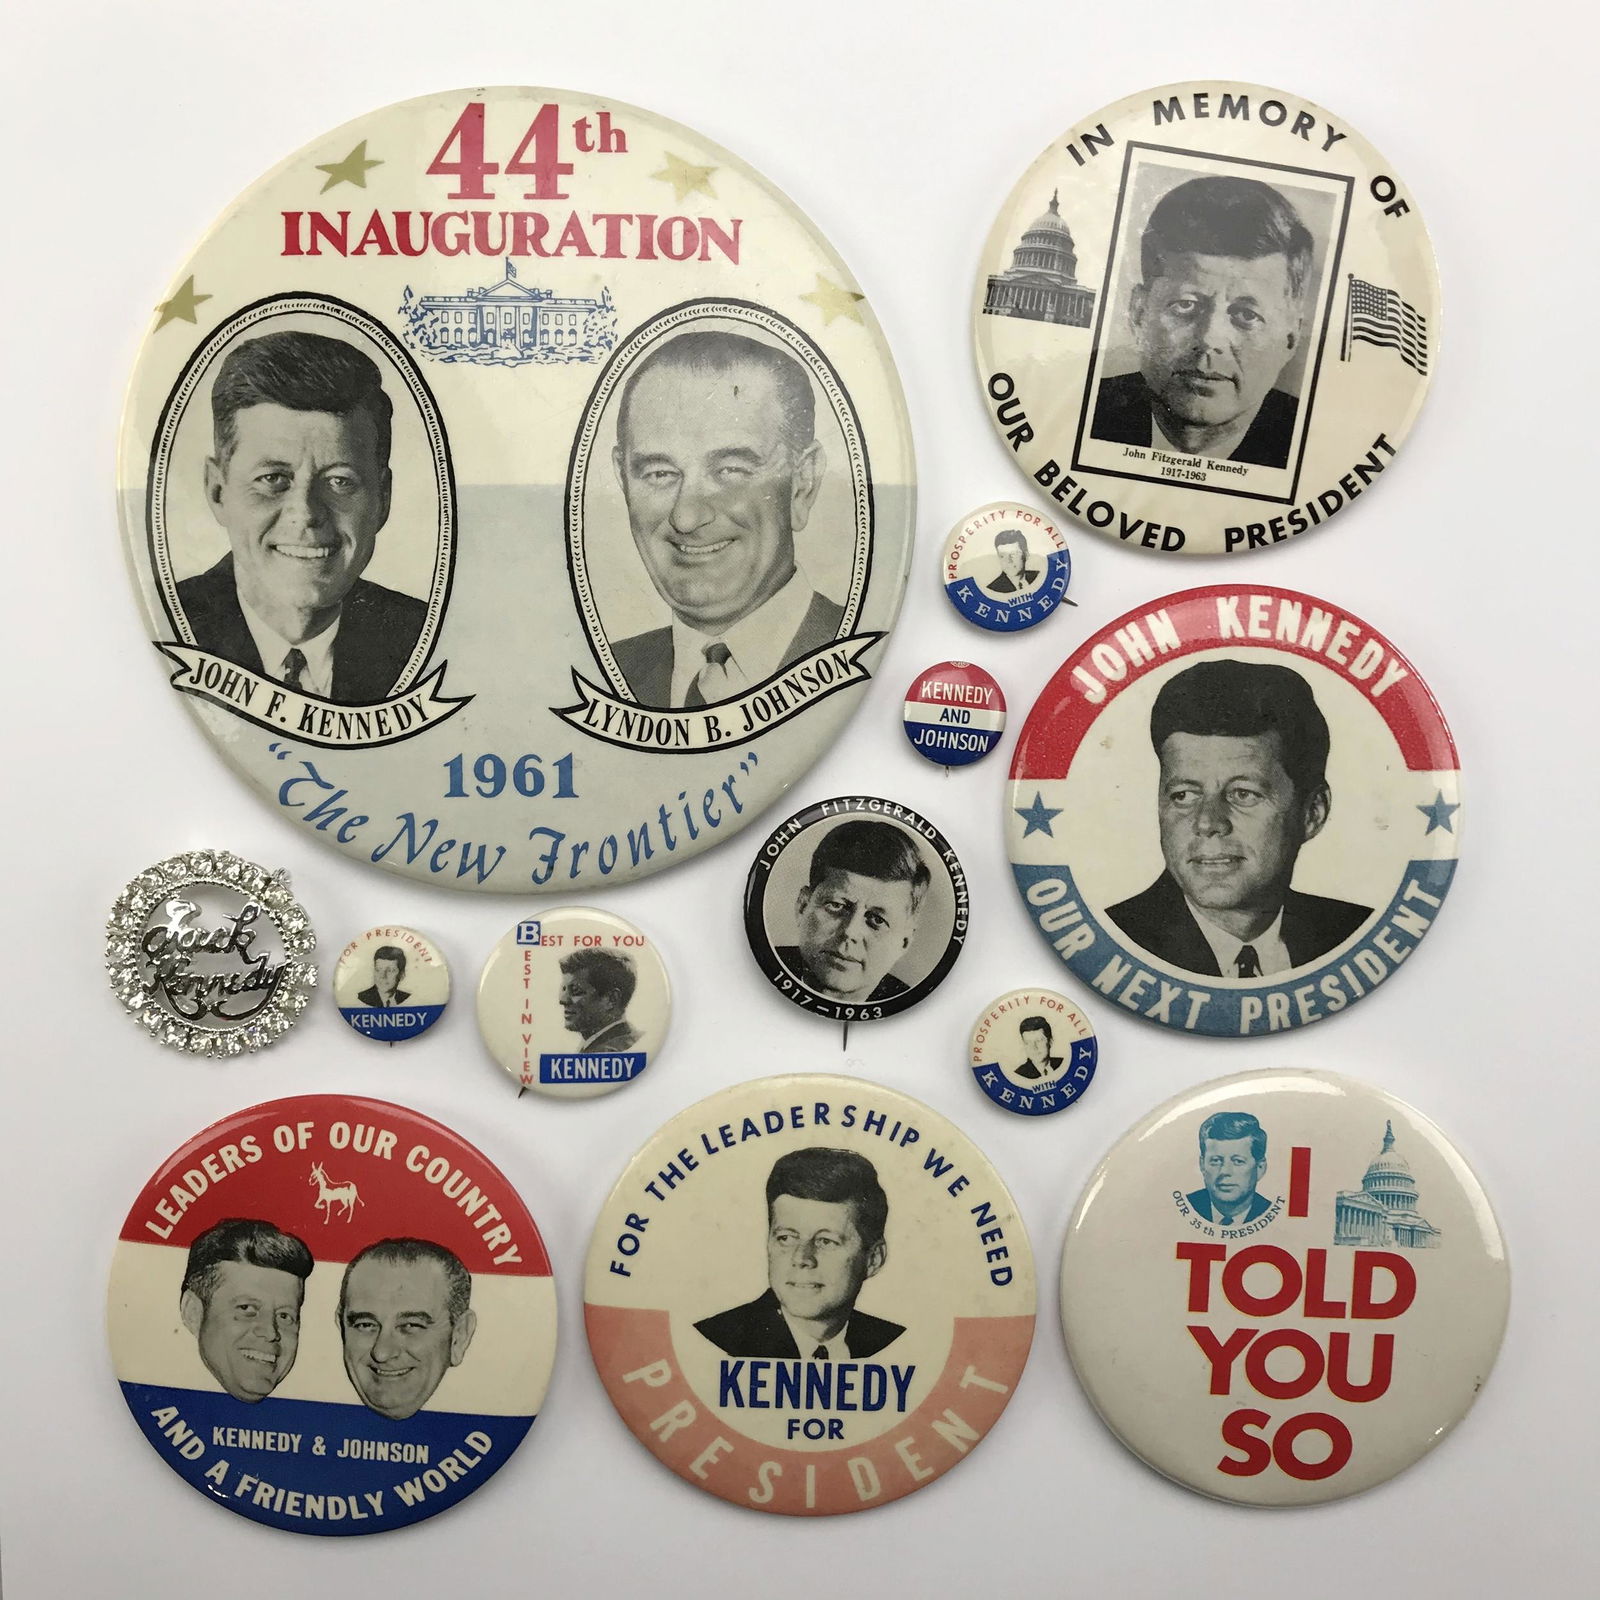 44th
INAUGURATION
JOHN F. KENNEDY
LYNDON B. JOHNSON
1961
"The New Frontier"
IN MEMORY OF
John Fitzgerald Kennedy
1917-1963
OUR BELOVED PRESIDENT
PROSPERITY FOR ALL
WITH
KENNEDY
KENNEDY
AND
JOHNSON
JOHN KENNEDY
OUR NEXT PRESIDENT
JOHN FITZGERALD KENNEDY
1917-1963
Jack
Kennedy
FOR PRESIDENT
KENNEDY
BEST FOR YOU
BEST IN VIEW
KENNEDY
PROSPERITY FOR ALL
WITH
KENNEDY
LEADERS OF OUR COUNTRY
KENNEDY & JOHNSON
AND A FRIENDLY WORLD
FOR THE LEADERSHIP WE NEED
KENNEDY
FOR
PRESIDENT
OUR 35th PRESIDENT
I
TOLD
YOU
SO